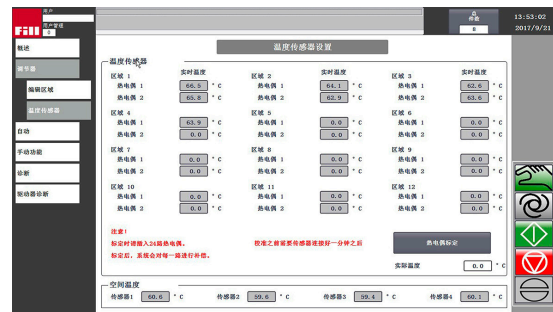 用户
Fill
用户管理
0
总件数
0
13:53:02
2017/9/21
概述
调节器
编辑区域
温度传感器
自动
手动功能
诊断
驱动器诊断
温度传感器设置
温度传感器
区域 1 实时温度 区域 2 实时温度 区域 3 实时温度
热电偶 1 66.5 °C 热电偶 1 64.1 °C 热电偶 1 62.6 °C
热电偶 2 65.8 °C 热电偶 2 62.9 °C 热电偶 2 63.6 °C
区域 4 区域 5 区域 6
热电偶 1 63.9 °C 热电偶 1 0.0 °C 热电偶 1 0.0 °C
热电偶 2 0.0 °C 热电偶 2 0.0 °C 热电偶 2 0.0 °C
区域 7 区域 8 区域 9
热电偶 1 0.0 °C 热电偶 1 0.0 °C 热电偶 1 0.0 °C
热电偶 2 0.0 °C 热电偶 2 0.0 °C 热电偶 2 0.0 °C
区域 10 区域 11 区域 12
热电偶 1 0.0 °C 热电偶 1 0.0 °C 热电偶 1 0.0 °C
热电偶 2 0.0 °C 热电偶 2 0.0 °C 热电偶 2 0.0 °C
注意!
标定时请插入24路热电偶。 校准之前需要传感器连接好一分钟之后 热电偶标定
标定后，系统会对每一路进行补偿。
实际温度 0.0 °C
空间温度
传感器1 60.6 °C 传感器2 59.6 °C 传感器3 59.4 °C 传感器4 60.1 °C